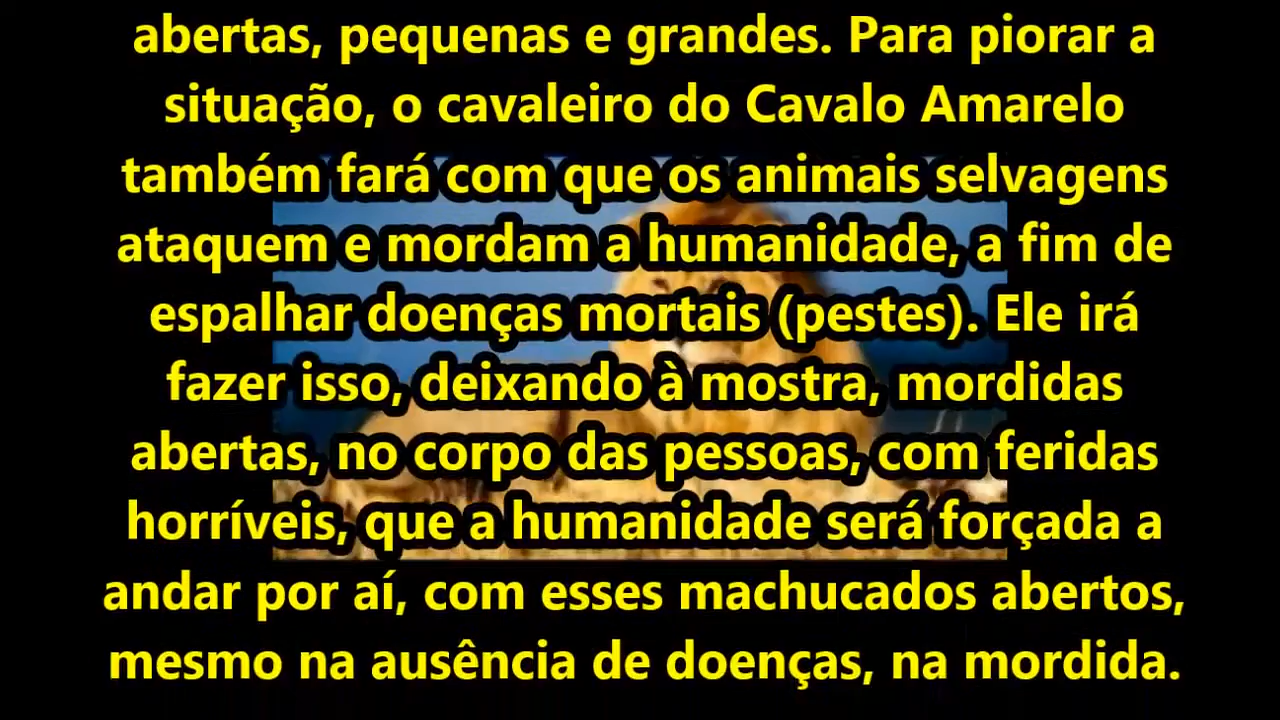 abertas, pequenas e grandes. Para piorar a
situação, o cavaleiro do Cavalo Amarelo
também fará com que os animais selvagens
ataquem e mordam a humanidade, a fim de
espalhar doenças mortais (pestes). Ele irá
fazer isso, deixando à mostra, mordidas
abertas, no corpo das pessoas, com feridas
horríveis, que a humanidade será forçada a
andar por aí, com esses machucados abertos,
mesmo na ausência de doenças, na mordida.